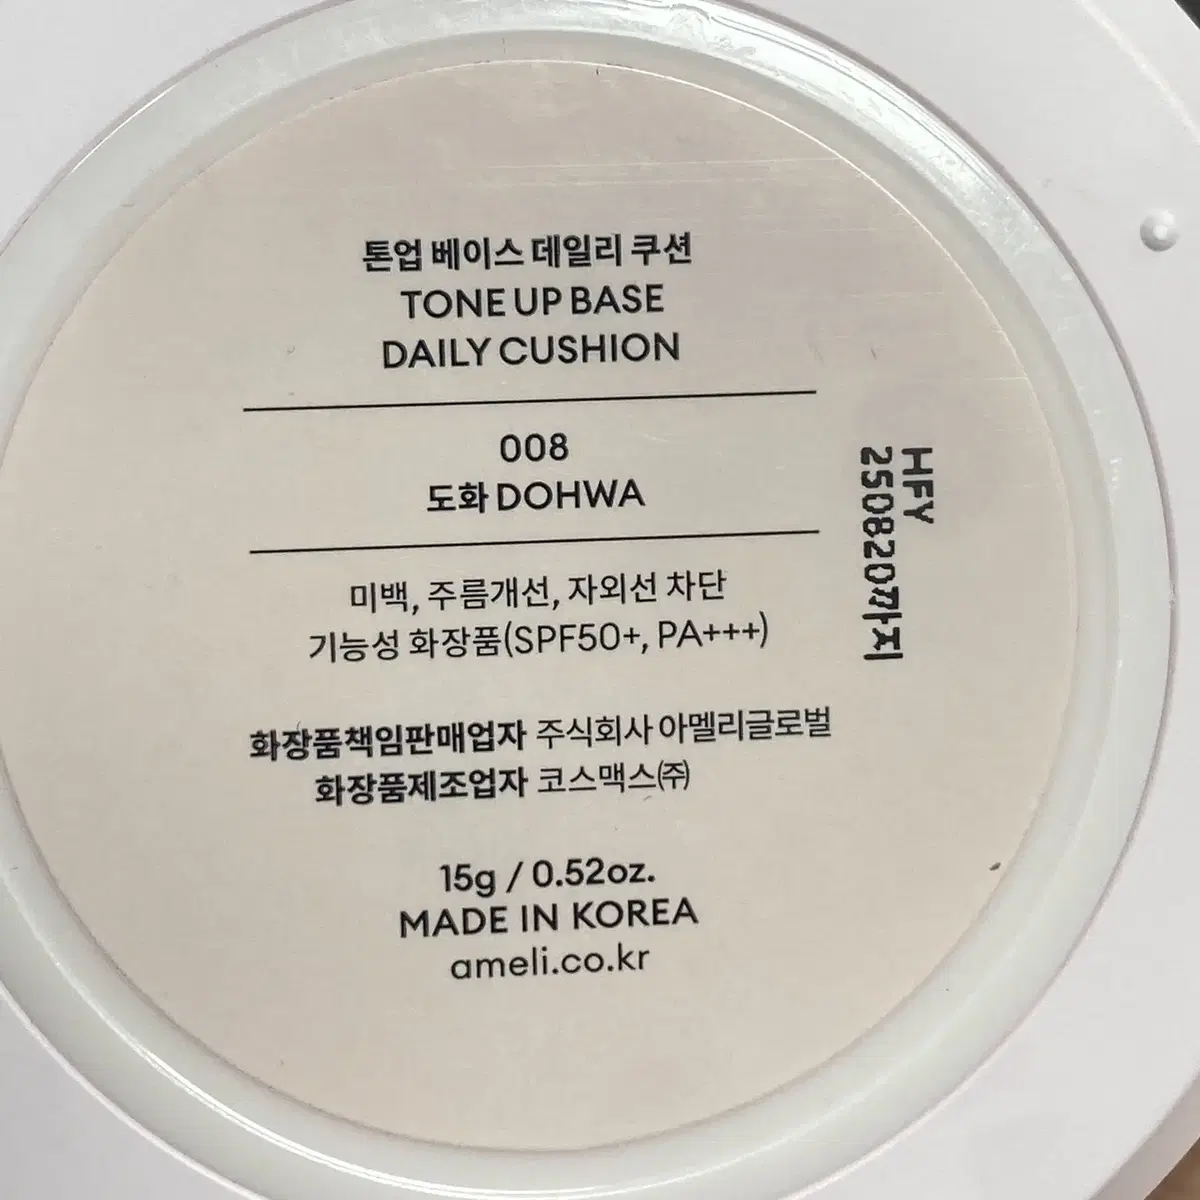 톤업 베이스 데일리 쿠션
TONE UP BASE
DAILY CUSHION
008
도화 DOHWA
미백, 주름개선, 자외선 차단
기능성 화장품(SPF50+, PA+++)
화장품책임판매업자 주식회사 아멜리글로벌
화장품제조업자 코스맥스㈜
15g / 0.52oz.
MADE IN KOREA
ameli.co.kr
HFY
250820까지